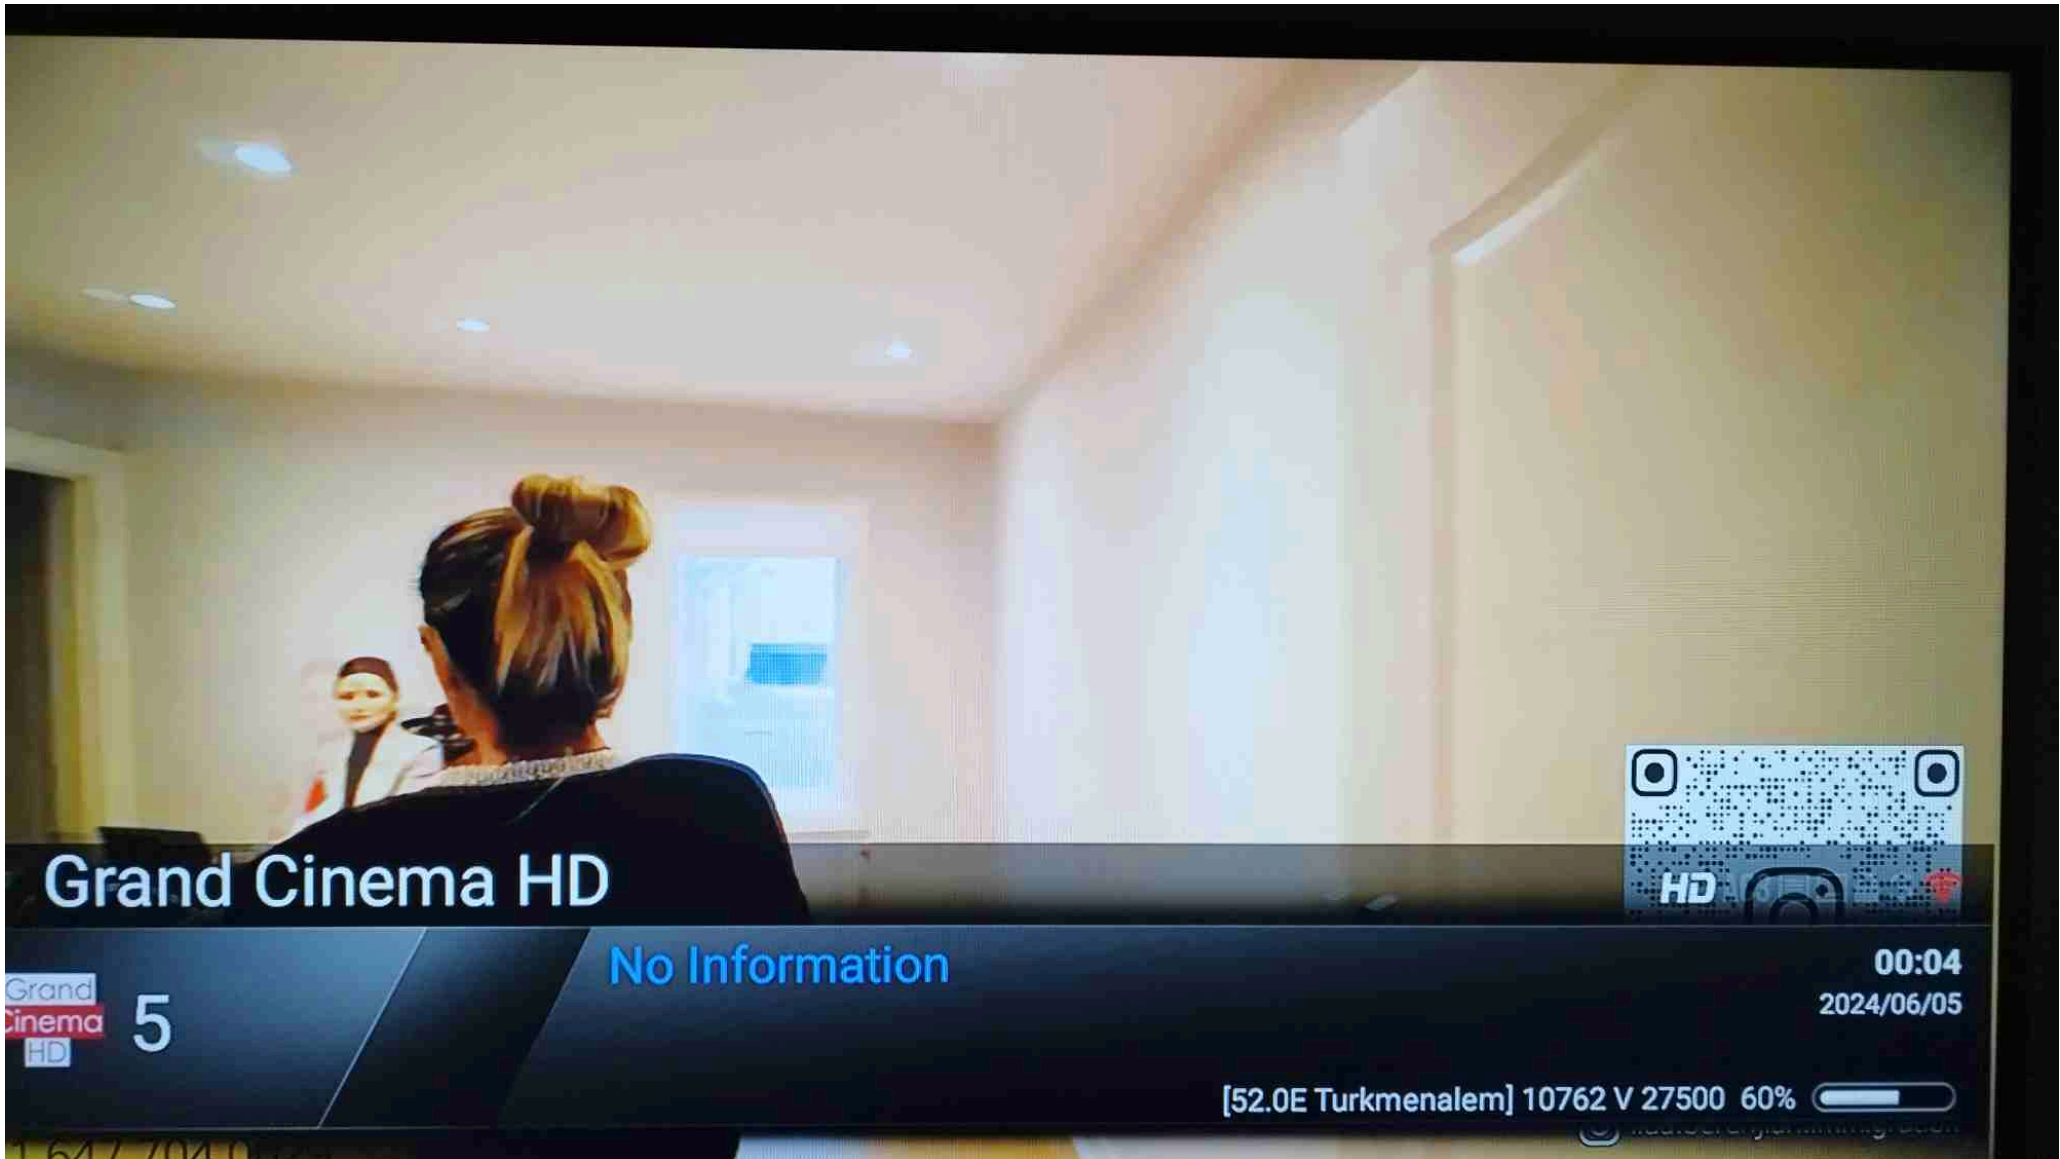 Grand Cinema HD
HD
No Information
00:04
2024/06/05
Grand
Cinema
HD
5
[52.0E Turkmenalem] 10762 V 27500 60%